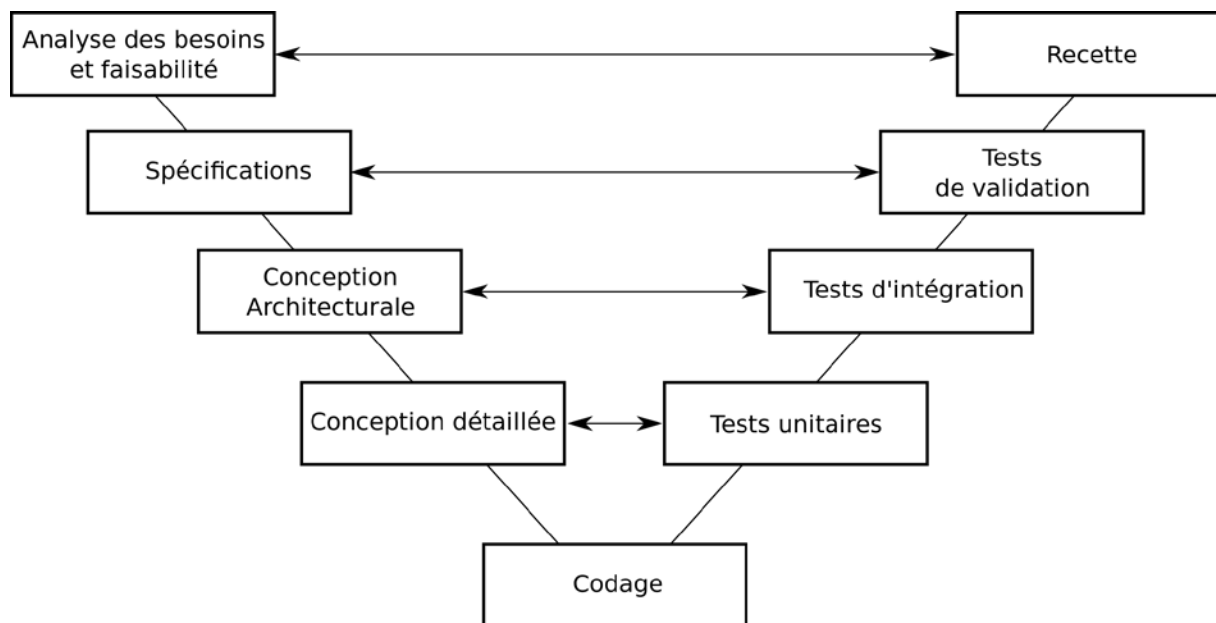 Analyse des besoins
et faisabilité
Recette
Spécifications
Tests
de validation
Conception
Architecturale
Tests d'intégration
Conception détaillée
Tests unitaires
Codage